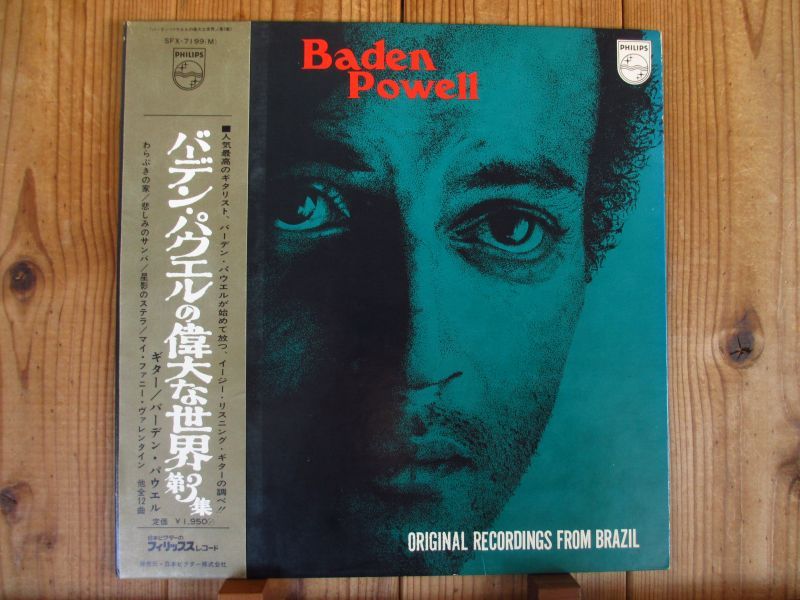 SFX-7199(M)
PHILIPS
■人気最高のギタリスト、バーデン・パウエルが始めて放つ、イージー・リスニング・ギターの調べ!!
バーデン・パウエルの偉大な世界第3集
ギター/バーデン・パウエル
わらぶきの家/悲しみのサンバ/星影のステラ/マイ・ファニー・ヴァレンタイン 他全12曲
定価 ¥1,950
日本ビクターの
フィリップスレコード
発売元・日本ビクター株式会社
Baden
Powell
PHILIPS
ORIGINAL RECORDINGS FROM BRAZIL